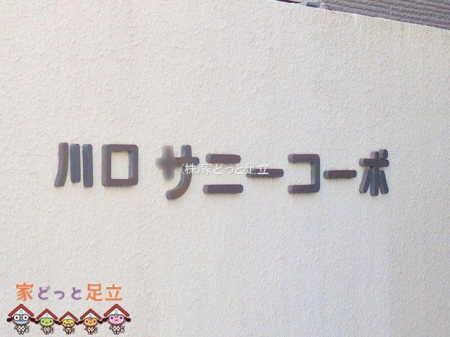 川口 サニーコーポ
(株)家どっと足立
家どっと足立